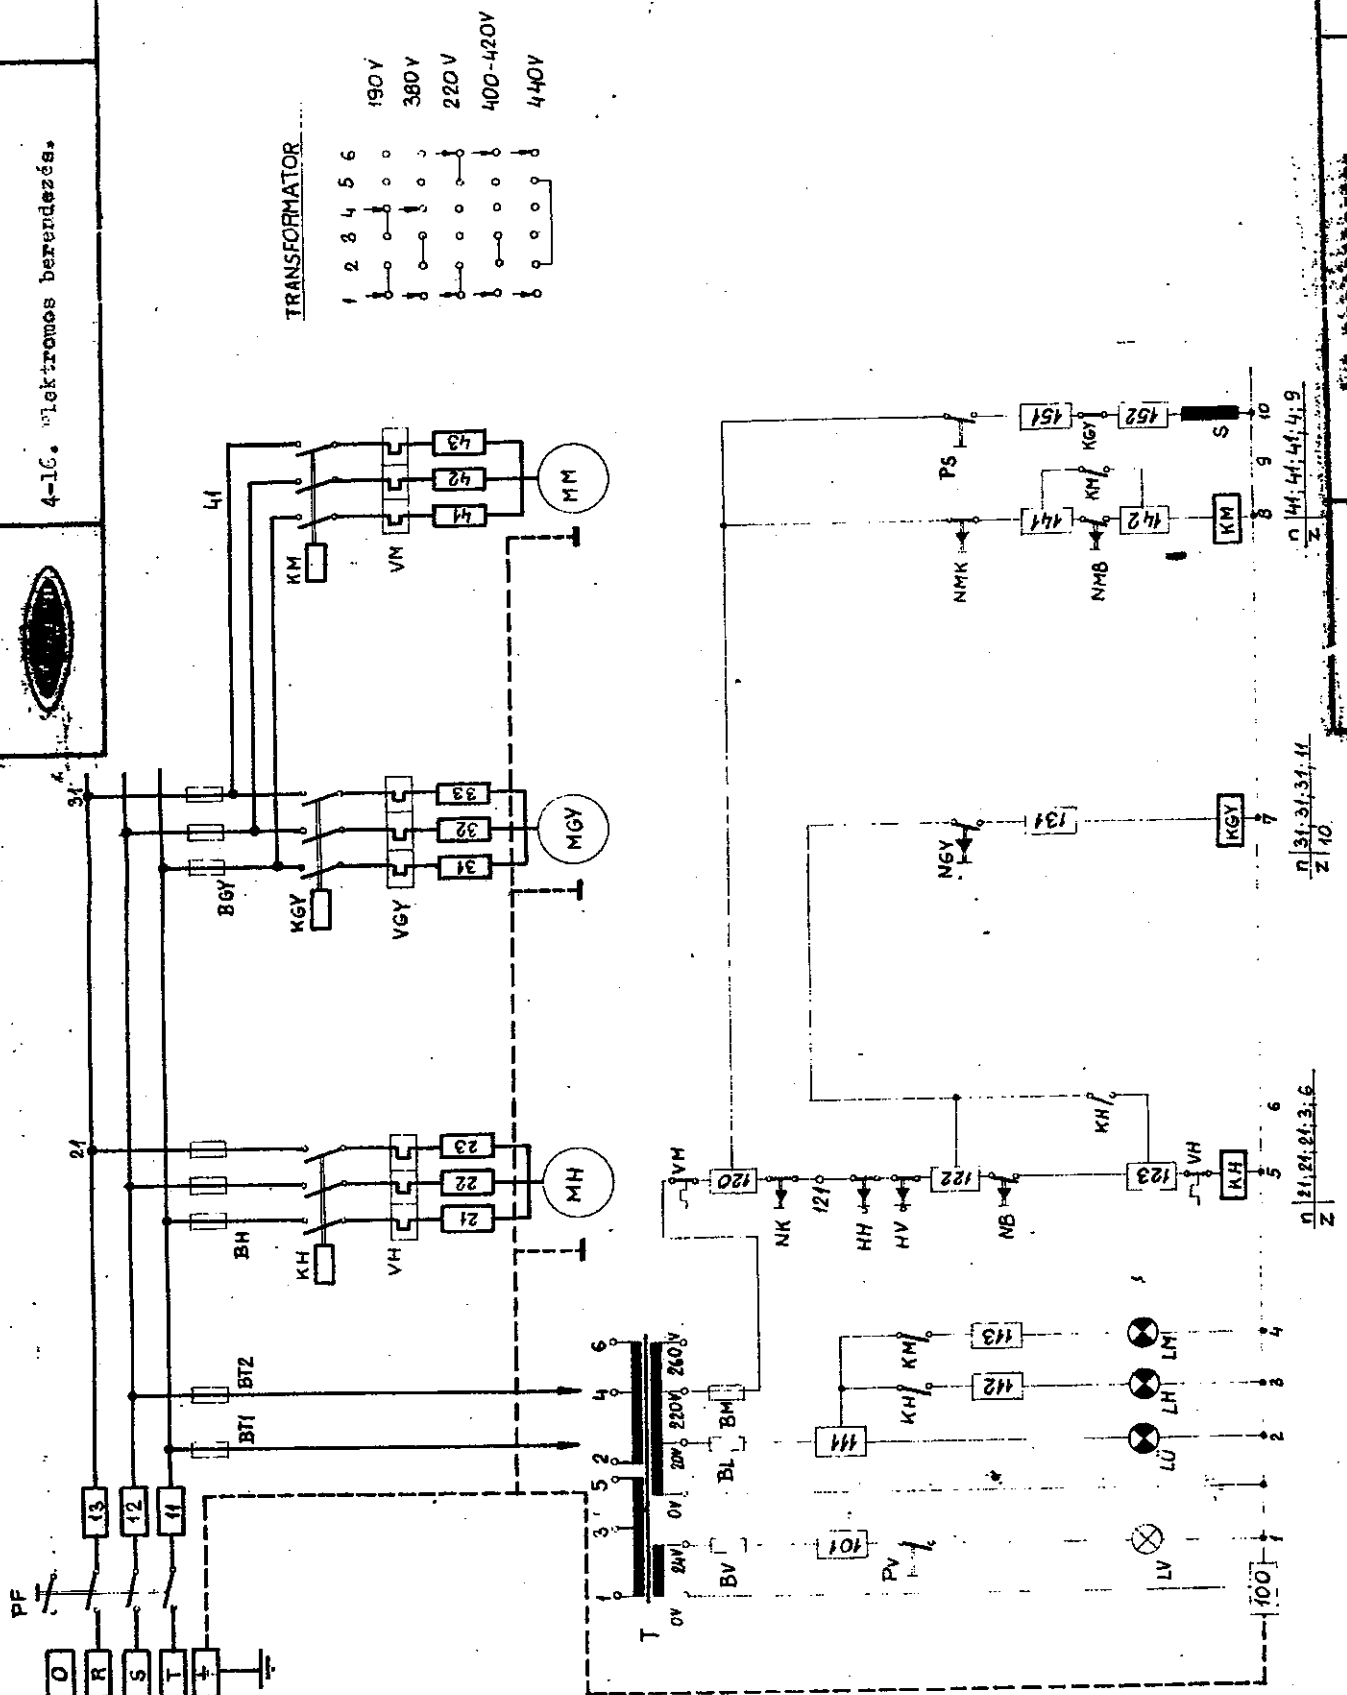 4-16.
berendezés.
TRANSFORMATOR
1 2 3 4 5 6
190V
380V
220V
400-420V
440V
PF
O
R
S
T
13
12
11
BT1
BT2
21
BH
KH
VH
21
22
23
MH
31
BGY
KGY
VGY
31
32
33
MGY
41
KM
VM
41
42
43
MM
T
1
3
5
2
4
6
0V
24V
0V
20V
220V
260V
BV
BL
BM
101
PV
LV
100
111
KH
KM
112
113
LÜ
LH
LM
VM
120
NK
121
HH
HV
122
NB
KH
123
VH
KH
NGY
131
KGY
NMK
141
NMB
KM
142
KM
PS
151
KGY
152
S
1
2
3
4
5
6
7
8
9
10
n 21; 21; 21; 3; 6
z
n 31; 31; 31; 11
z 10
n 41; 41; 41; 4; 9
z